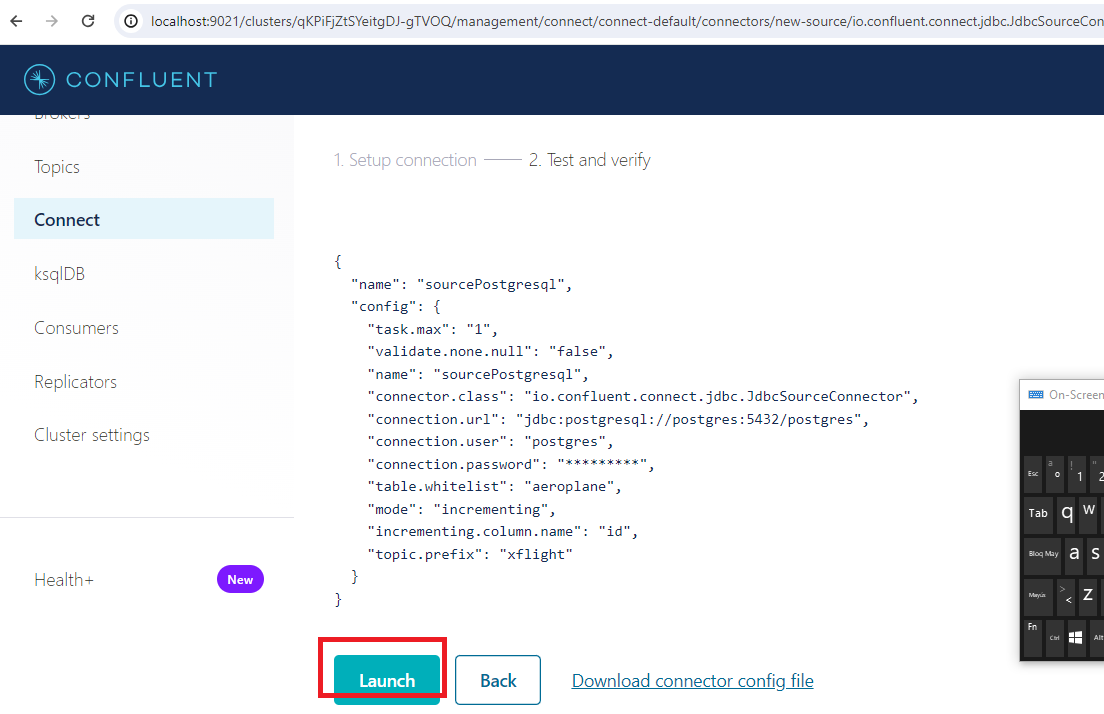 localhost:9021/clusters/qKPiFjZtSYeitgDJ-gTVOQ/management/connect/connect-default/connectors/new-source/io.confluent.connect.jdbc.JdbcSourceCon
CONFLUENT
Brokers
Topics
Connect
ksqlDB
Consumers
Replicators
Cluster settings
Health+ New
1. Setup connection 2. Test and verify
{
"name": "sourcePostgresql",
"config": {
"task.max": "1",
"validate.none.null": "false",
"name": "sourcePostgresql",
"connector.class": "io.confluent.connect.jdbc.JdbcSourceConnector",
"connection.url": "jdbc:postgresql://postgres:5432/postgres",
"connection.user": "postgres",
"connection.password": "*********",
"table.whitelist": "aeroplane",
"mode": "incrementing",
"incrementing.column.name": "id",
"topic.prefix": "xflight"
}
}
Launch Back Download connector config file
On-Screen
Esc ª º ! 1 " 2
Tab q w
Bloq May a s
Mayús > < z
Fn Ctrl Alt